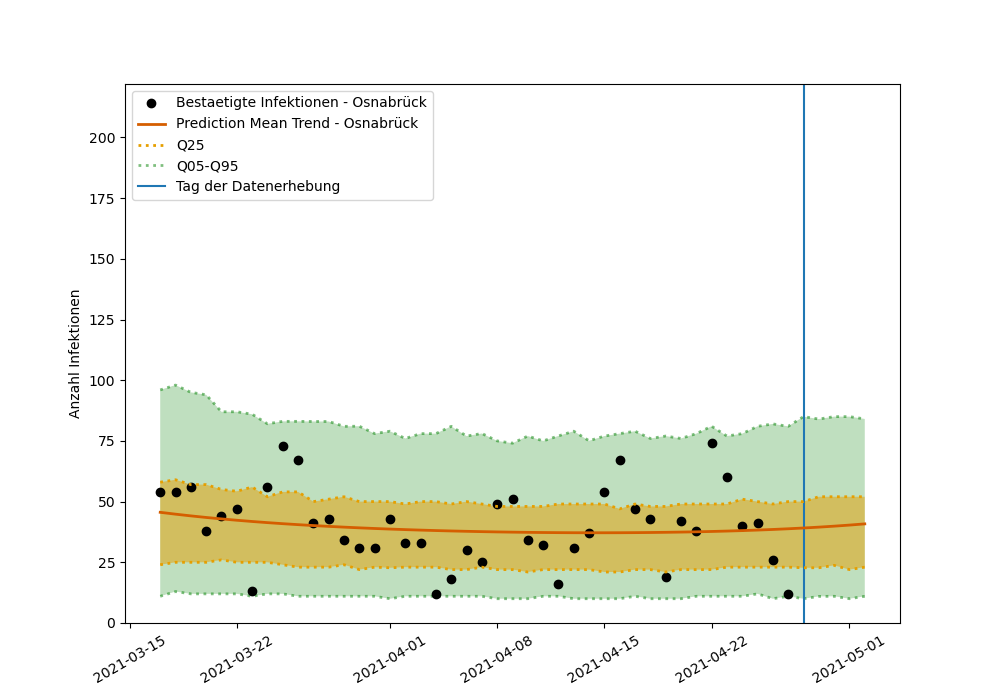 Bestaetigte Infektionen - Osnabrück
Prediction Mean Trend - Osnabrück
Q25
Q05-Q95
Tag der Datenerhebung
Anzahl Infektionen
200
175
150
125
100
75
50
25
0
2021-03-15
2021-03-22
2021-04-01
2021-04-08
2021-04-15
2021-04-22
2021-05-01